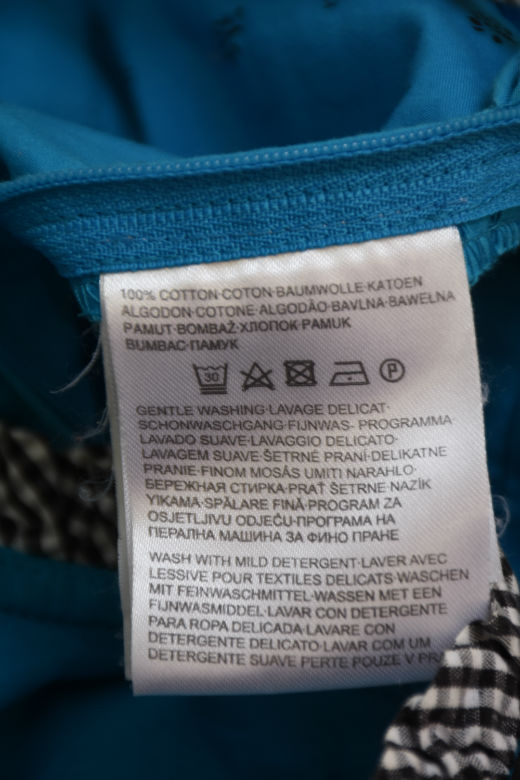 100% COTTON·COTON·BAUMWOLLE·KATOEN
ALGODON·COTONE·ALGODÃO·BAVLNA·BAWEŁNA
PAMUT·BOMBAŽ·ХЛОПОК·PAMUK
BUMBAC·ПАМУК
30 P
GENTLE WASHING·LAVAGE DELICAT·
SCHONWASCHGANG·FIJNWAS- PROGRAMMA·
LAVADO SUAVE·LAVAGGIO DELICATO·
LAVAGEM SUAVE·ŠETRNÉ PRANÍ·DELIKATNE
PRANIE·FINOM MOSÁS UMITI NARAHLO·
БЕРЕЖНАЯ СТИРКА·PRAŤ ŠETRNE·NAZİK
YIKAMA·SPĂLARE FINĂ·PROGRAM ZA
OSJETLJIVU ODJEĆU·ПРОГРАМА НА
ПЕРАЛНА МАШИНА ЗА ФИНО ПРАНЕ
WASH WITH MILD DETERGENT·LAVER AVEC
LESSIVE POUR TEXTILES DELICATS·WASCHEN
MIT FEINWASCHMITTEL·WASSEN MET EEN
FIJNWASMIDDEL·LAVAR CON DETERGENTE
PARA ROPA DELICADA·LAVARE CON
DETERGENTE DELICATO·LAVAR COM UM
DETERGENTE SUAVE PERTE POUZE V